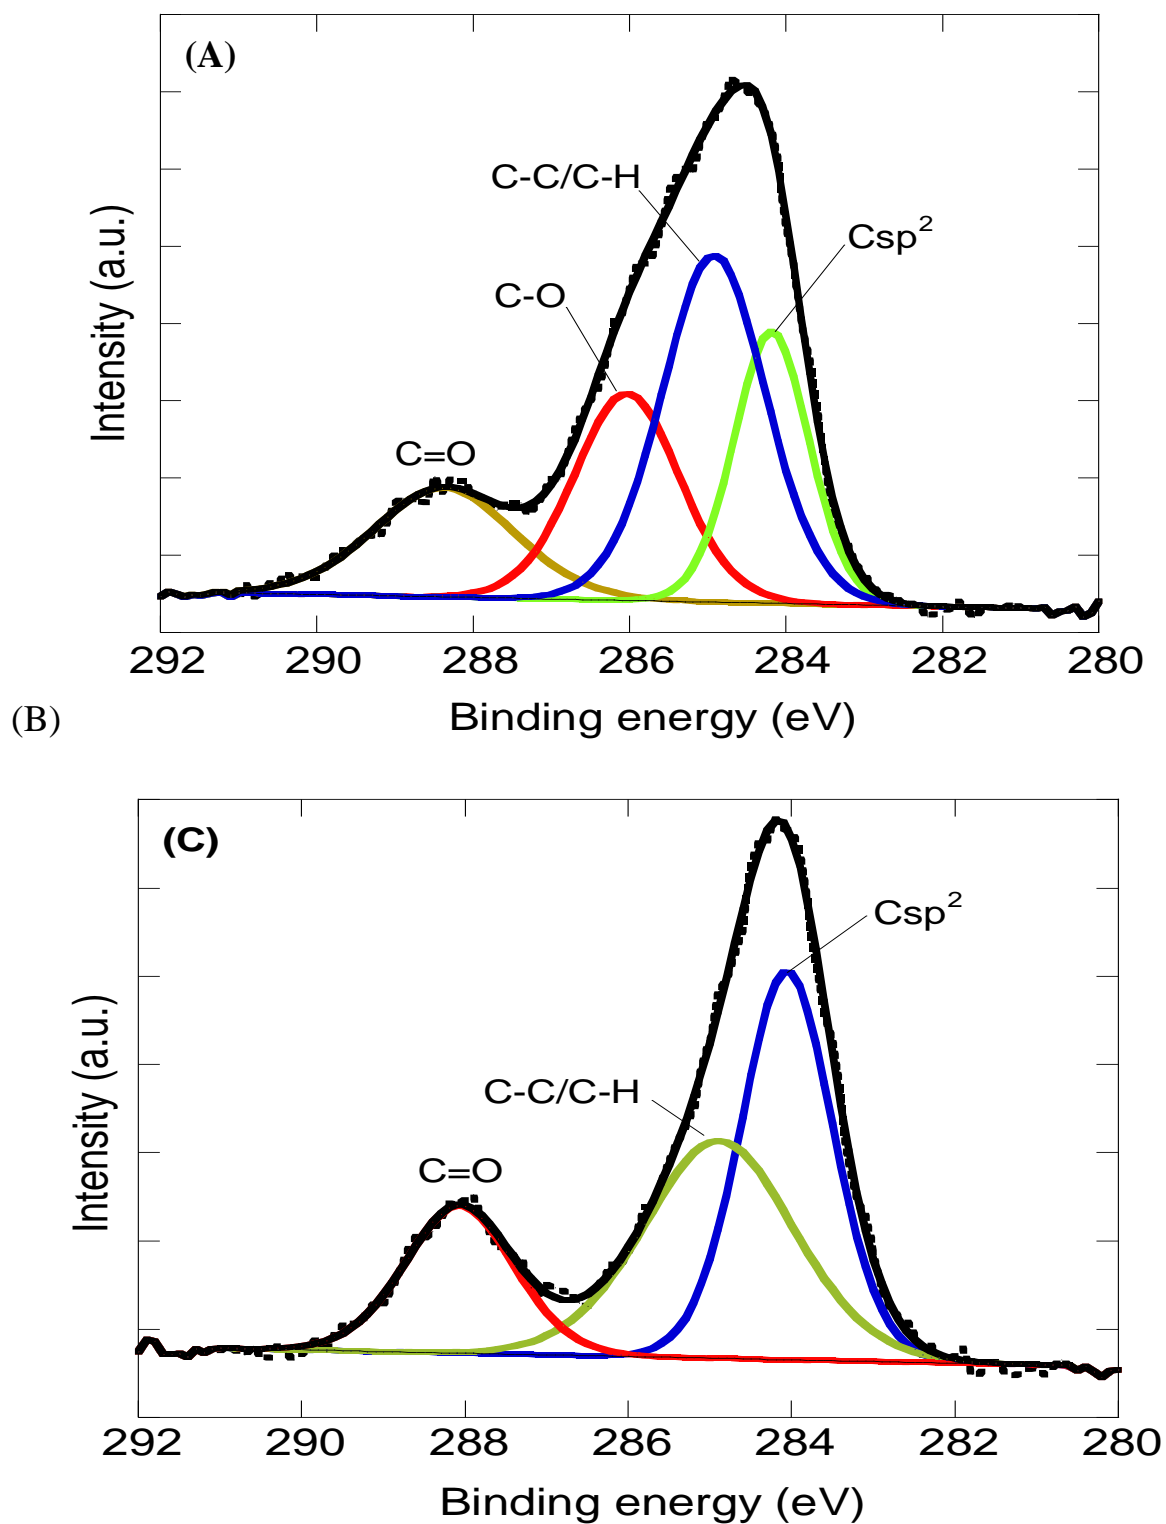 (A)
C-C/C-H
Csp²
C-O
C=O
Intensity (a.u.)
292 290 288 286 284 282 280
Binding energy (eV)
(B)
(C)
Csp²
C-C/C-H
C=O
Intensity (a.u.)
292 290 288 286 284 282 280
Binding energy (eV)